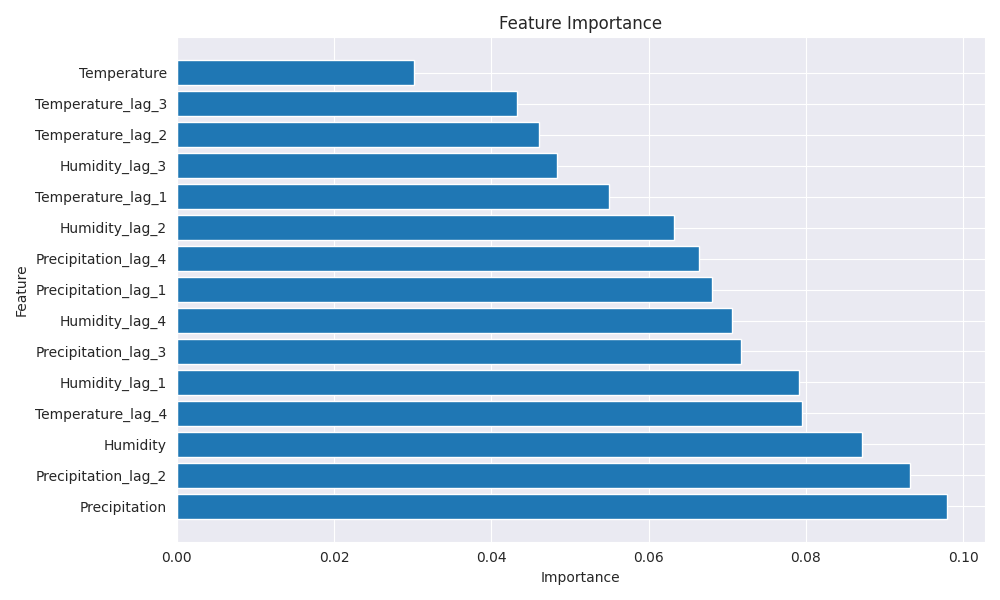 Feature Importance
Temperature
Temperature_lag_3
Temperature_lag_2
Humidity_lag_3
Temperature_lag_1
Humidity_lag_2
Precipitation_lag_4
Precipitation_lag_1
Humidity_lag_4
Precipitation_lag_3
Humidity_lag_1
Temperature_lag_4
Humidity
Precipitation_lag_2
Precipitation
Feature
0.00 0.02 0.04 0.06 0.08 0.10
Importance